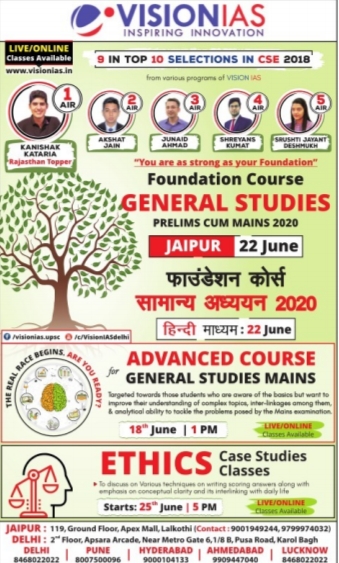 VISIONIAS
INSPIRING INNOVATION
LIVE/ONLINE
Classes Available
www.visionias.in
9 IN TOP 10 SELECTIONS IN CSE 2018
from various programs of VISION IAS
1 AIR
KANISHAK KATARIA
Rajasthan Topper
2 AIR
AKSHAT JAIN
3 AIR
JUNAID AHMAD
4 AIR
SHREYANS KUMAT
5 AIR
SRUSHTI JAYANT DESHMUKH
"You are as strong as your Foundation"
Foundation Course
GENERAL STUDIES
PRELIMS CUM MAINS 2020
JAIPUR 22 June
फाउंडेशन कोर्स
सामान्य अध्ययन 2020
हिन्दी माध्यम : 22 June
/visionias.upsc /c/VisionIASdelhi
THE REAL RACE BEGINS. ARE YOU READY?
ADVANCED COURSE
for GENERAL STUDIES MAINS
Targeted towards those students who are aware of the basics but want to
improve their understanding of complex topics, inter-linkages among them,
& analytical ability to tackle the problems posed by the Mains examination.
18th June | 1 PM
LIVE/ONLINE
Classes Available
ETHICS Case Studies Classes
To discuss on Various techniques on writing scoring answers along with
emphasis on conceptual clarity and its interlinking with daily life
Starts: 25th June | 5 PM
LIVE/ONLINE
Classes Available
JAIPUR : 119, Ground Floor, Apex Mall, Lalkothi (Contact : 9001949244, 9799974032)
DELHI : 2nd Floor, Apsara Arcade, Near Metro Gate 6, 1/8 B, Pusa Road, Karol Bagh
DELHI | PUNE | HYDERABAD | AHMEDABAD | LUCKNOW
8468022022 | 8007500096 | 9000104133 | 9909447040 | 8468022022